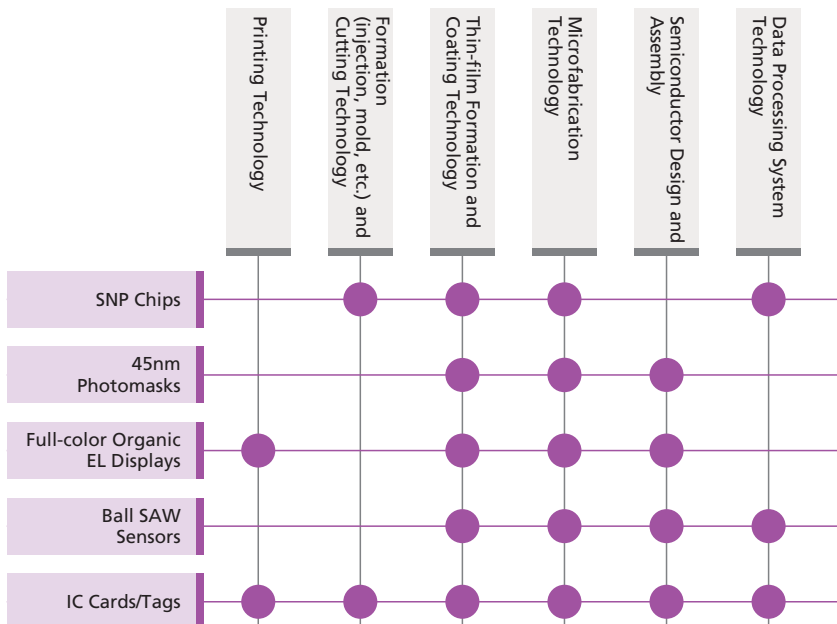 Printing Technology
Formation
(injection, mold, etc.) and
Cutting Technology
Thin-film Formation and
Coating Technology
Microfabrication
Technology
Semiconductor Design and
Assembly
Data Processing System
Technology
SNP Chips
45nm
Photomasks
Full-color Organic
EL Displays
Ball SAW
Sensors
IC Cards/Tags